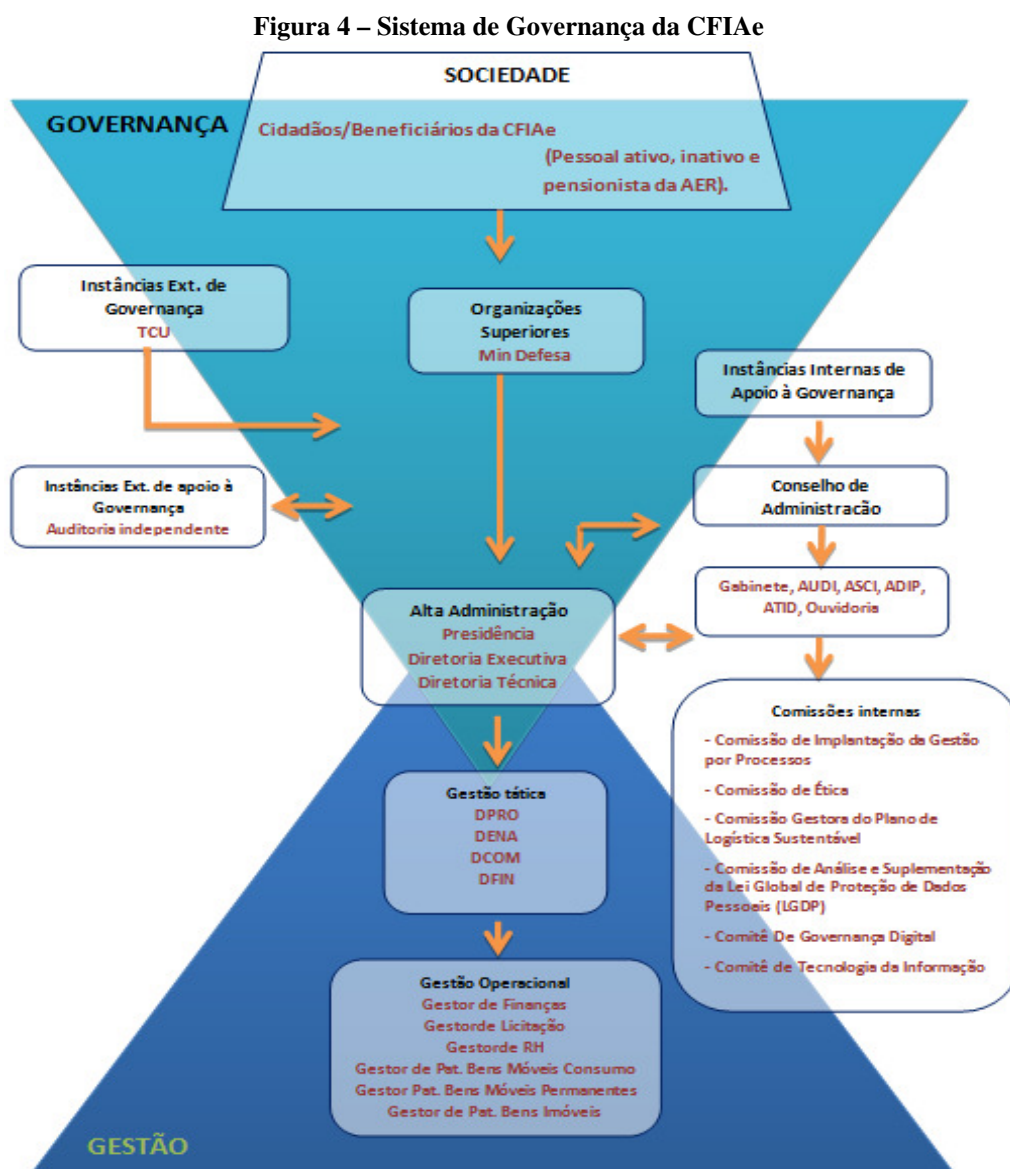 Figura 4 – Sistema de Governança da CFIAe
SOCIEDADE
GOVERNANÇA
Cidadãos/Beneficiários da CFIAe
(Pessoal ativo, inativo e
pensionista da AER).
Instâncias Ext. de
Governança
TCU
Organizações
Superiores
Min Defesa
Instâncias Internas de
Apoio à Governança
Instâncias Ext. de apoio à
Governança
Auditoria independente
Conselho de
Administracão
Gabinete, AUDI, ASCI, ADIP,
ATID, Ouvidoria
Alta Administração
Presidência
Diretoria Executiva
Diretoria Técnica
Comissões internas
- Comissão de Implantação da Gestão
por Processos
- Comissão de Ética
- Comissão Gestora do Plano de
Logística Sustentável
- Comissão de Análise e Suplementação
da Lei Global de Proteção de Dados
Pessoais (LGDP)
- Comitê De Governança Digital
- Comitê de Tecnologia da Informação
Gestão tática
DPRO
DENA
DCOM
DFIN
Gestão Operacional
Gestor de Finanças
Gestorde Licitação
Gestorde RH
Gestor de Pat. Bens Móveis Consumo
Gestor Pat. Bens Móveis Permanentes
Gestor de Pat. Bens Imóveis
GESTÃO